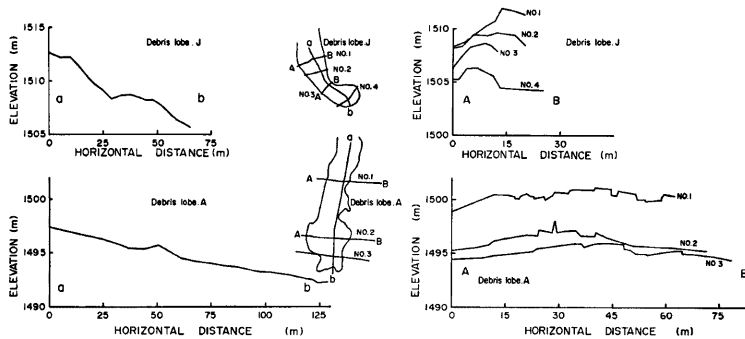 ELEVATION (m)
1515
1510
1505
Debris lobe. J
a
b
0
25
50
75
HORIZONTAL DISTANCE (m)
a
Debris lobe. J
A
B
NO.1
NO.2
B
NO.4
NO.3
A
b
ELEVATION (m)
1510
1505
1500
NO.1
NO.2
NO.3
NO.4
A
B
0
15
30
45
HORIZONTAL DISTANCE (m)
ELEVATION (m)
1500
1495
1490
Debris lobe. A
a
b
0
25
50
75
100
125
HORIZONTAL DISTANCE (m)
a
A
NO.1
B
Debris lobe. A
A
NO.2
B
NO.3
b
ELEVATION (m)
1500
1495
1490
NO.1
NO.2
NO.3
A
B
Debris lobe. A
0
15
30
45
60
75
HORIZONTAL DISTANCE (m)